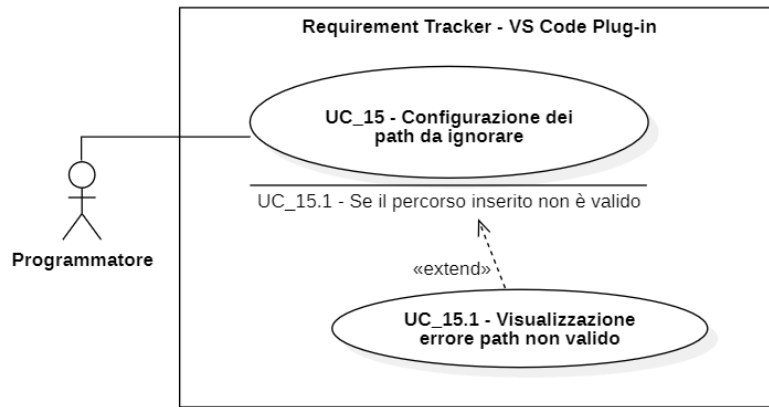 Requirement Tracker - VS Code Plug-in
UC_15 - Configurazione dei
path da ignorare
UC_15.1 - Se il percorso inserito non è valido
Programmatore
«extend»
UC_15.1 - Visualizzazione
errore path non valido